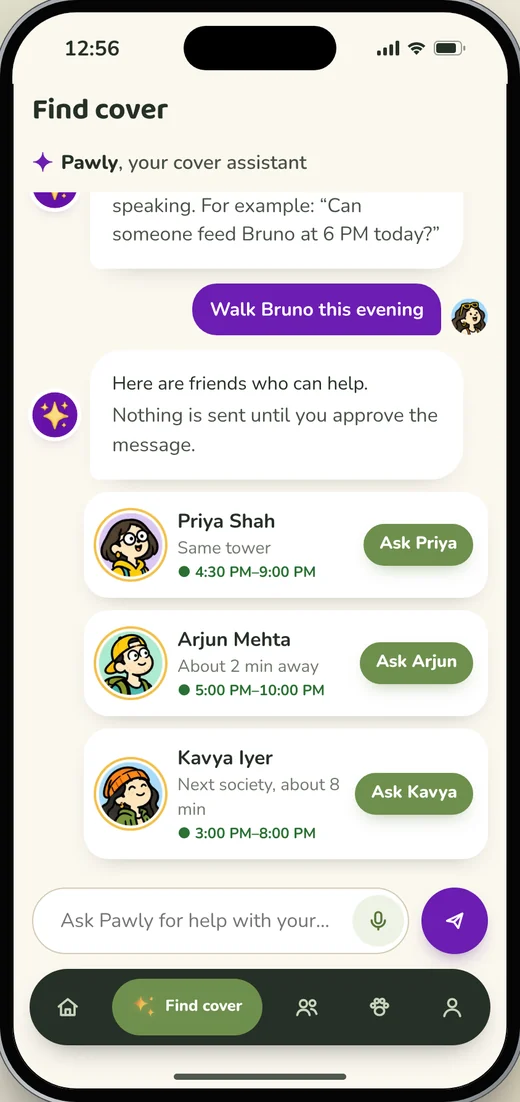 12:56
Find cover
Pawly, your cover assistant
speaking. For example: “Can
someone feed Bruno at 6 PM today?”
Walk Bruno this evening
Here are friends who can help.
Nothing is sent until you approve the
message.
Priya Shah
Same tower
4:30 PM–9:00 PM
Ask Priya
Arjun Mehta
About 2 min away
5:00 PM–10:00 PM
Ask Arjun
Kavya Iyer
Next society, about 8
min
3:00 PM–8:00 PM
Ask Kavya
Ask Pawly for help with your...
Find cover